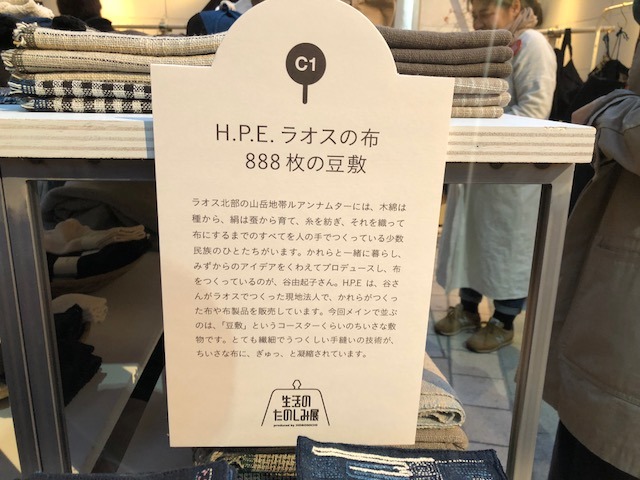 C1
H.P.E. ラオスの布
888 枚の豆敷
ラオス北部の山岳地帯ルアンナムターには、木綿は
種から、絹は蚕から育て、糸を紡ぎ、それを織って
布にするまでのすべてを人の手でつくっている少数
民族のひとたちがいます。かれらと一緒に暮らし、
みずからのアイデアをくわえてプロデュースし、布
をつくっているのが、谷由起子さん。H.P.E は、谷さ
んがラオスでつくった現地法人で、かれらがつくっ
た布や布製品を販売しています。今回メインで並ぶ
のは、「豆敷」というコースターくらいのちいさな敷
物です。とても繊細でうつくしい手縫いの技術が、
ちいさな布に、ぎゅっ、と凝縮されています。
生活の
たのしみ展
produced by HOBONICHI